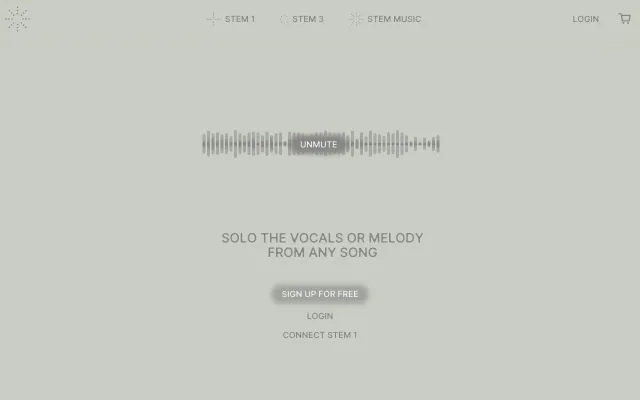 STEM 1
STEM 3
STEM MUSIC
LOGIN
UNMUTE
SOLO THE VOCALS OR MELODY
FROM ANY SONG
SIGN UP FOR FREE
LOGIN
CONNECT STEM 1